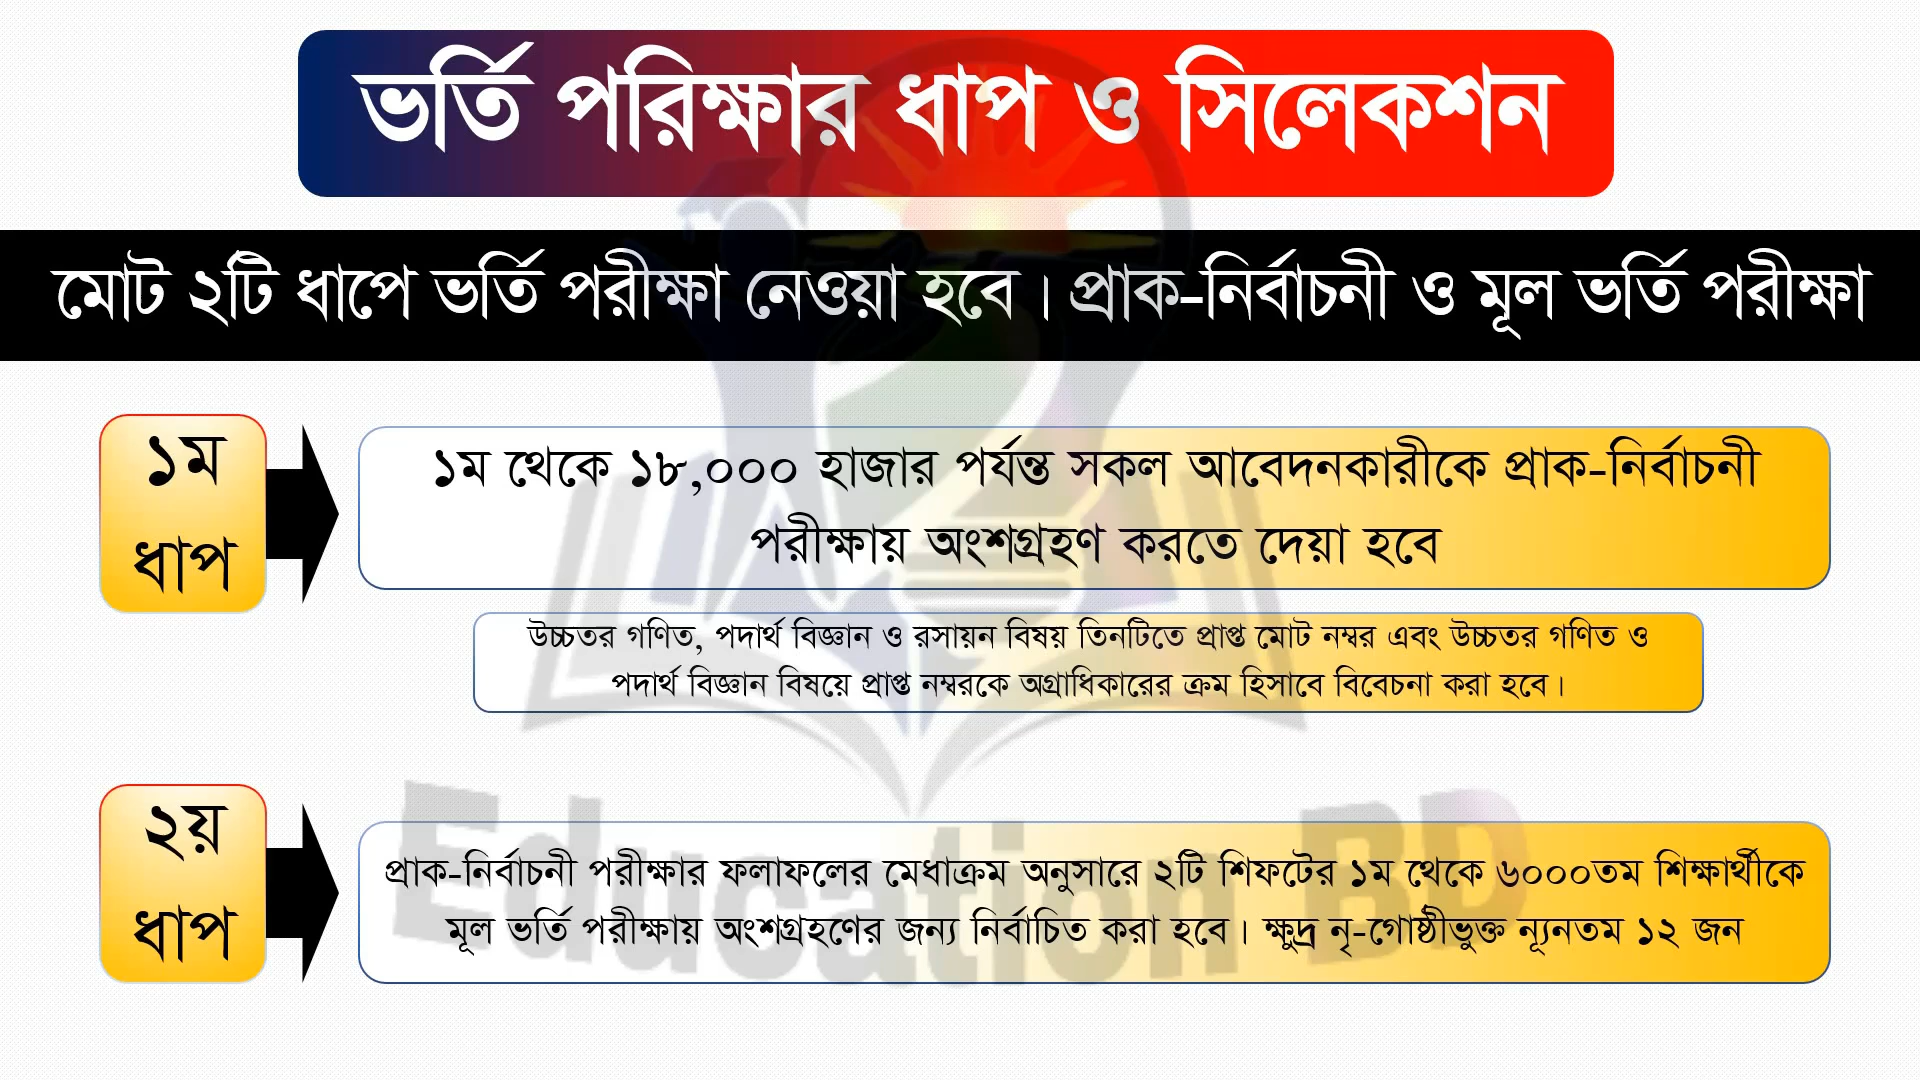 ভর্তি পরিক্ষার ধাপ ও সিলেকশন
মোট ২টি ধাপে ভর্তি পরীক্ষা নেওয়া হবে। প্রাক-নির্বাচনী ও মূল ভর্তি পরীক্ষা
১ম
ধাপ
১ম থেকে ১৮,০০০ হাজার পর্যন্ত সকল আবেদনকারীকে প্রাক-নির্বাচনী
পরীক্ষায় অংশগ্রহণ করতে দেয়া হবে
উচ্চতর গণিত, পদার্থ বিজ্ঞান ও রসায়ন বিষয় তিনটিতে প্রাপ্ত মোট নম্বর এবং উচ্চতর গণিত ও
পদার্থ বিজ্ঞান বিষয়ে প্রাপ্ত নম্বরকে অগ্রাধিকারের ক্রম হিসাবে বিবেচনা করা হবে।
২য়
ধাপ
প্রাক-নির্বাচনী পরীক্ষার ফলাফলের মেধাক্রম অনুসারে ২টি শিফটের ১ম থেকে ৬০০০তম শিক্ষার্থীকে
মূল ভর্তি পরীক্ষায় অংশগ্রহণের জন্য নির্বাচিত করা হবে। ক্ষুদ্র নৃ-গোষ্ঠীভুক্ত ন্যূনতম ১২ জন
Education BD